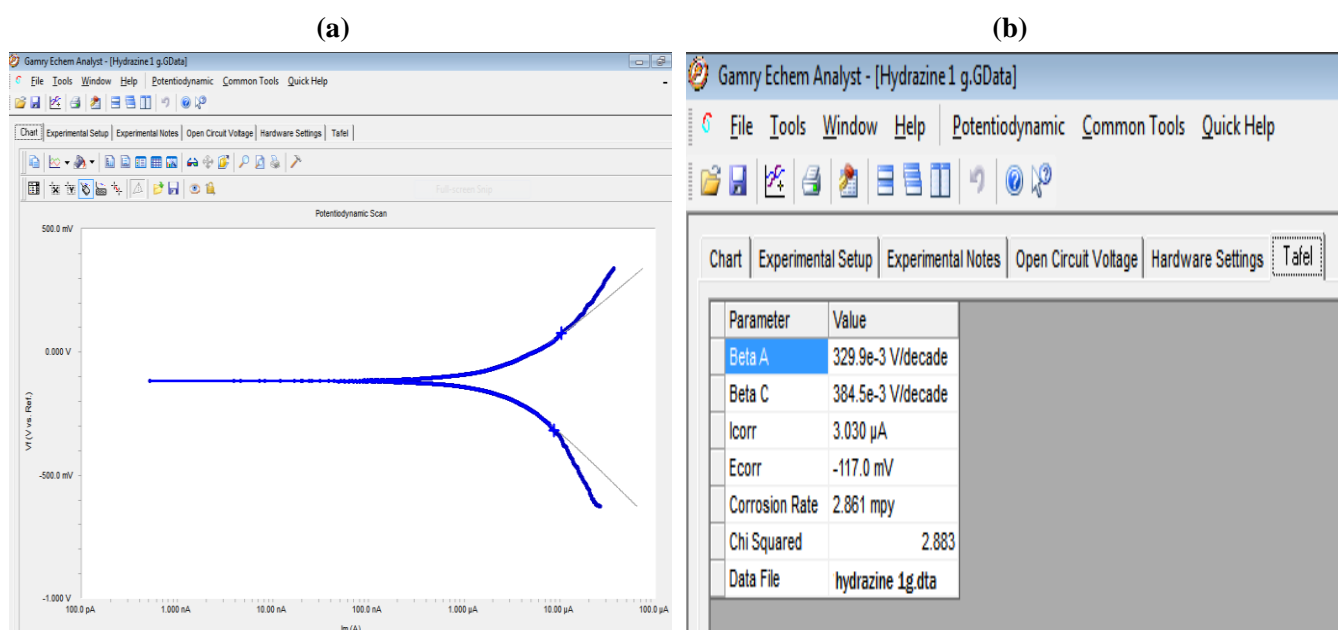 (a)
Gamry Echem Analyst - [Hydrazine 1 g.GData]
File Tools Window Help Potentiodynamic Common Tools Quick Help
Chart Experimental Setup Experimental Notes Open Circuit Voltage Hardware Settings Tafel
Full-screen Snip
Potentiodynamic Scan
500.0 mV
0.000 V
-500.0 mV
-1.000 V
Vf (V vs. Ref.)
100.0 pA 1.000 nA 10.00 nA 100.0 nA 1.000 µA 10.00 µA 100.0 µA
Im (A)
(b)
Gamry Echem Analyst - [Hydrazine 1 g.GData]
File Tools Window Help Potentiodynamic Common Tools Quick Help
Chart Experimental Setup Experimental Notes Open Circuit Voltage Hardware Settings Tafel
Parameter Value
Beta A 329.9e-3 V/decade
Beta C 384.5e-3 V/decade
Icorr 3.030 µA
Ecorr -117.0 mV
Corrosion Rate 2.861 mpy
Chi Squared 2.883
Data File hydrazine 1g.dta